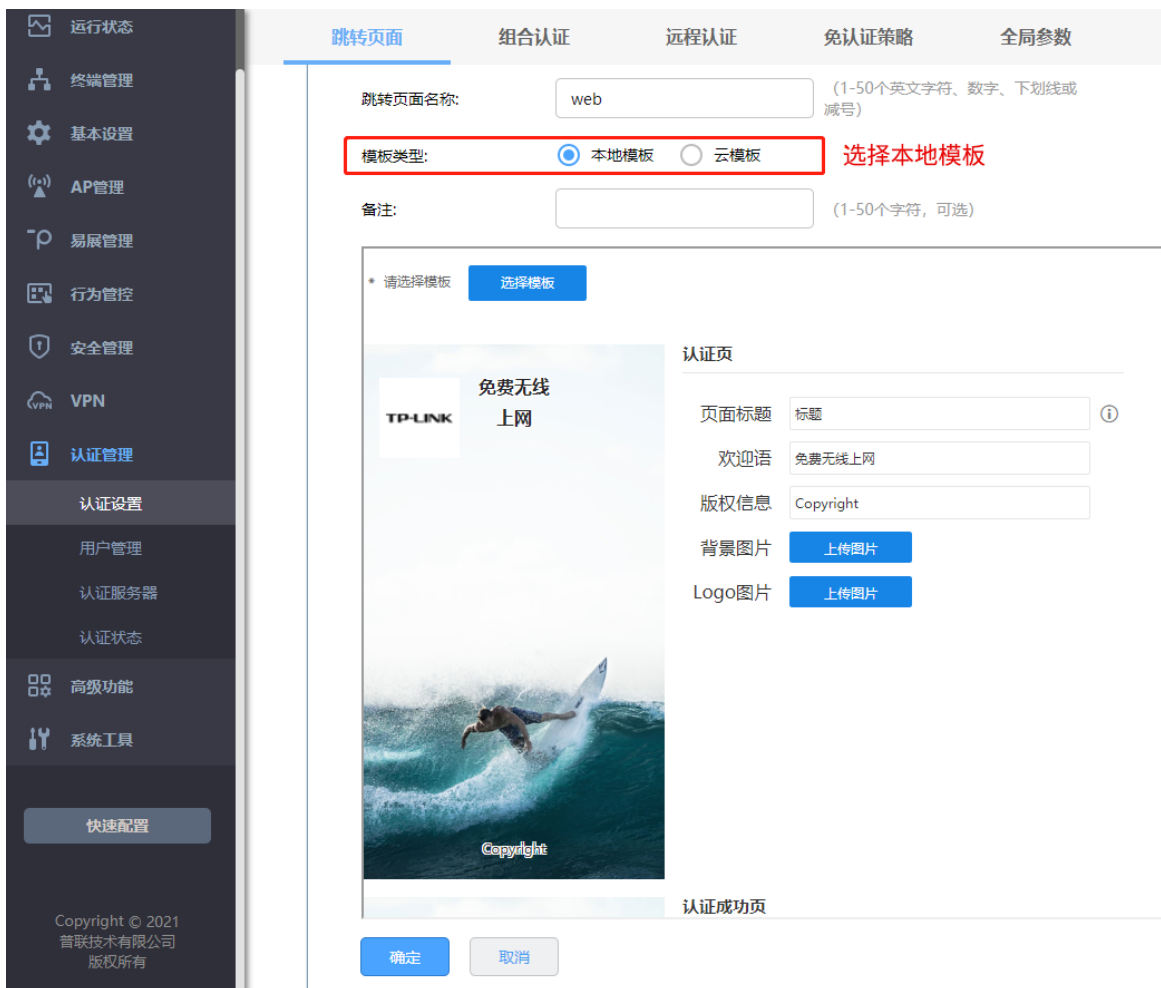 运行状态
终端管理
基本设置
AP管理
易展管理
行为管控
安全管理
VPN
VPN
认证管理
认证设置
用户管理
认证服务器
认证状态
高级功能
系统工具
快速配置
Copyright © 2021
普联技术有限公司
版权所有
跳转页面 组合认证 远程认证 免认证策略 全局参数
跳转页面名称: web (1-50个英文字符、数字、下划线或
减号)
模板类型: 本地模板 云模板 选择本地模板
备注: (1-50个字符，可选)
* 请选择模板 选择模板
TP-LINK
免费无线
上网
Copyright
认证页
页面标题 标题
欢迎语 免费无线上网
版权信息 Copyright
背景图片 上传图片
Logo图片 上传图片
认证成功页
确定 取消